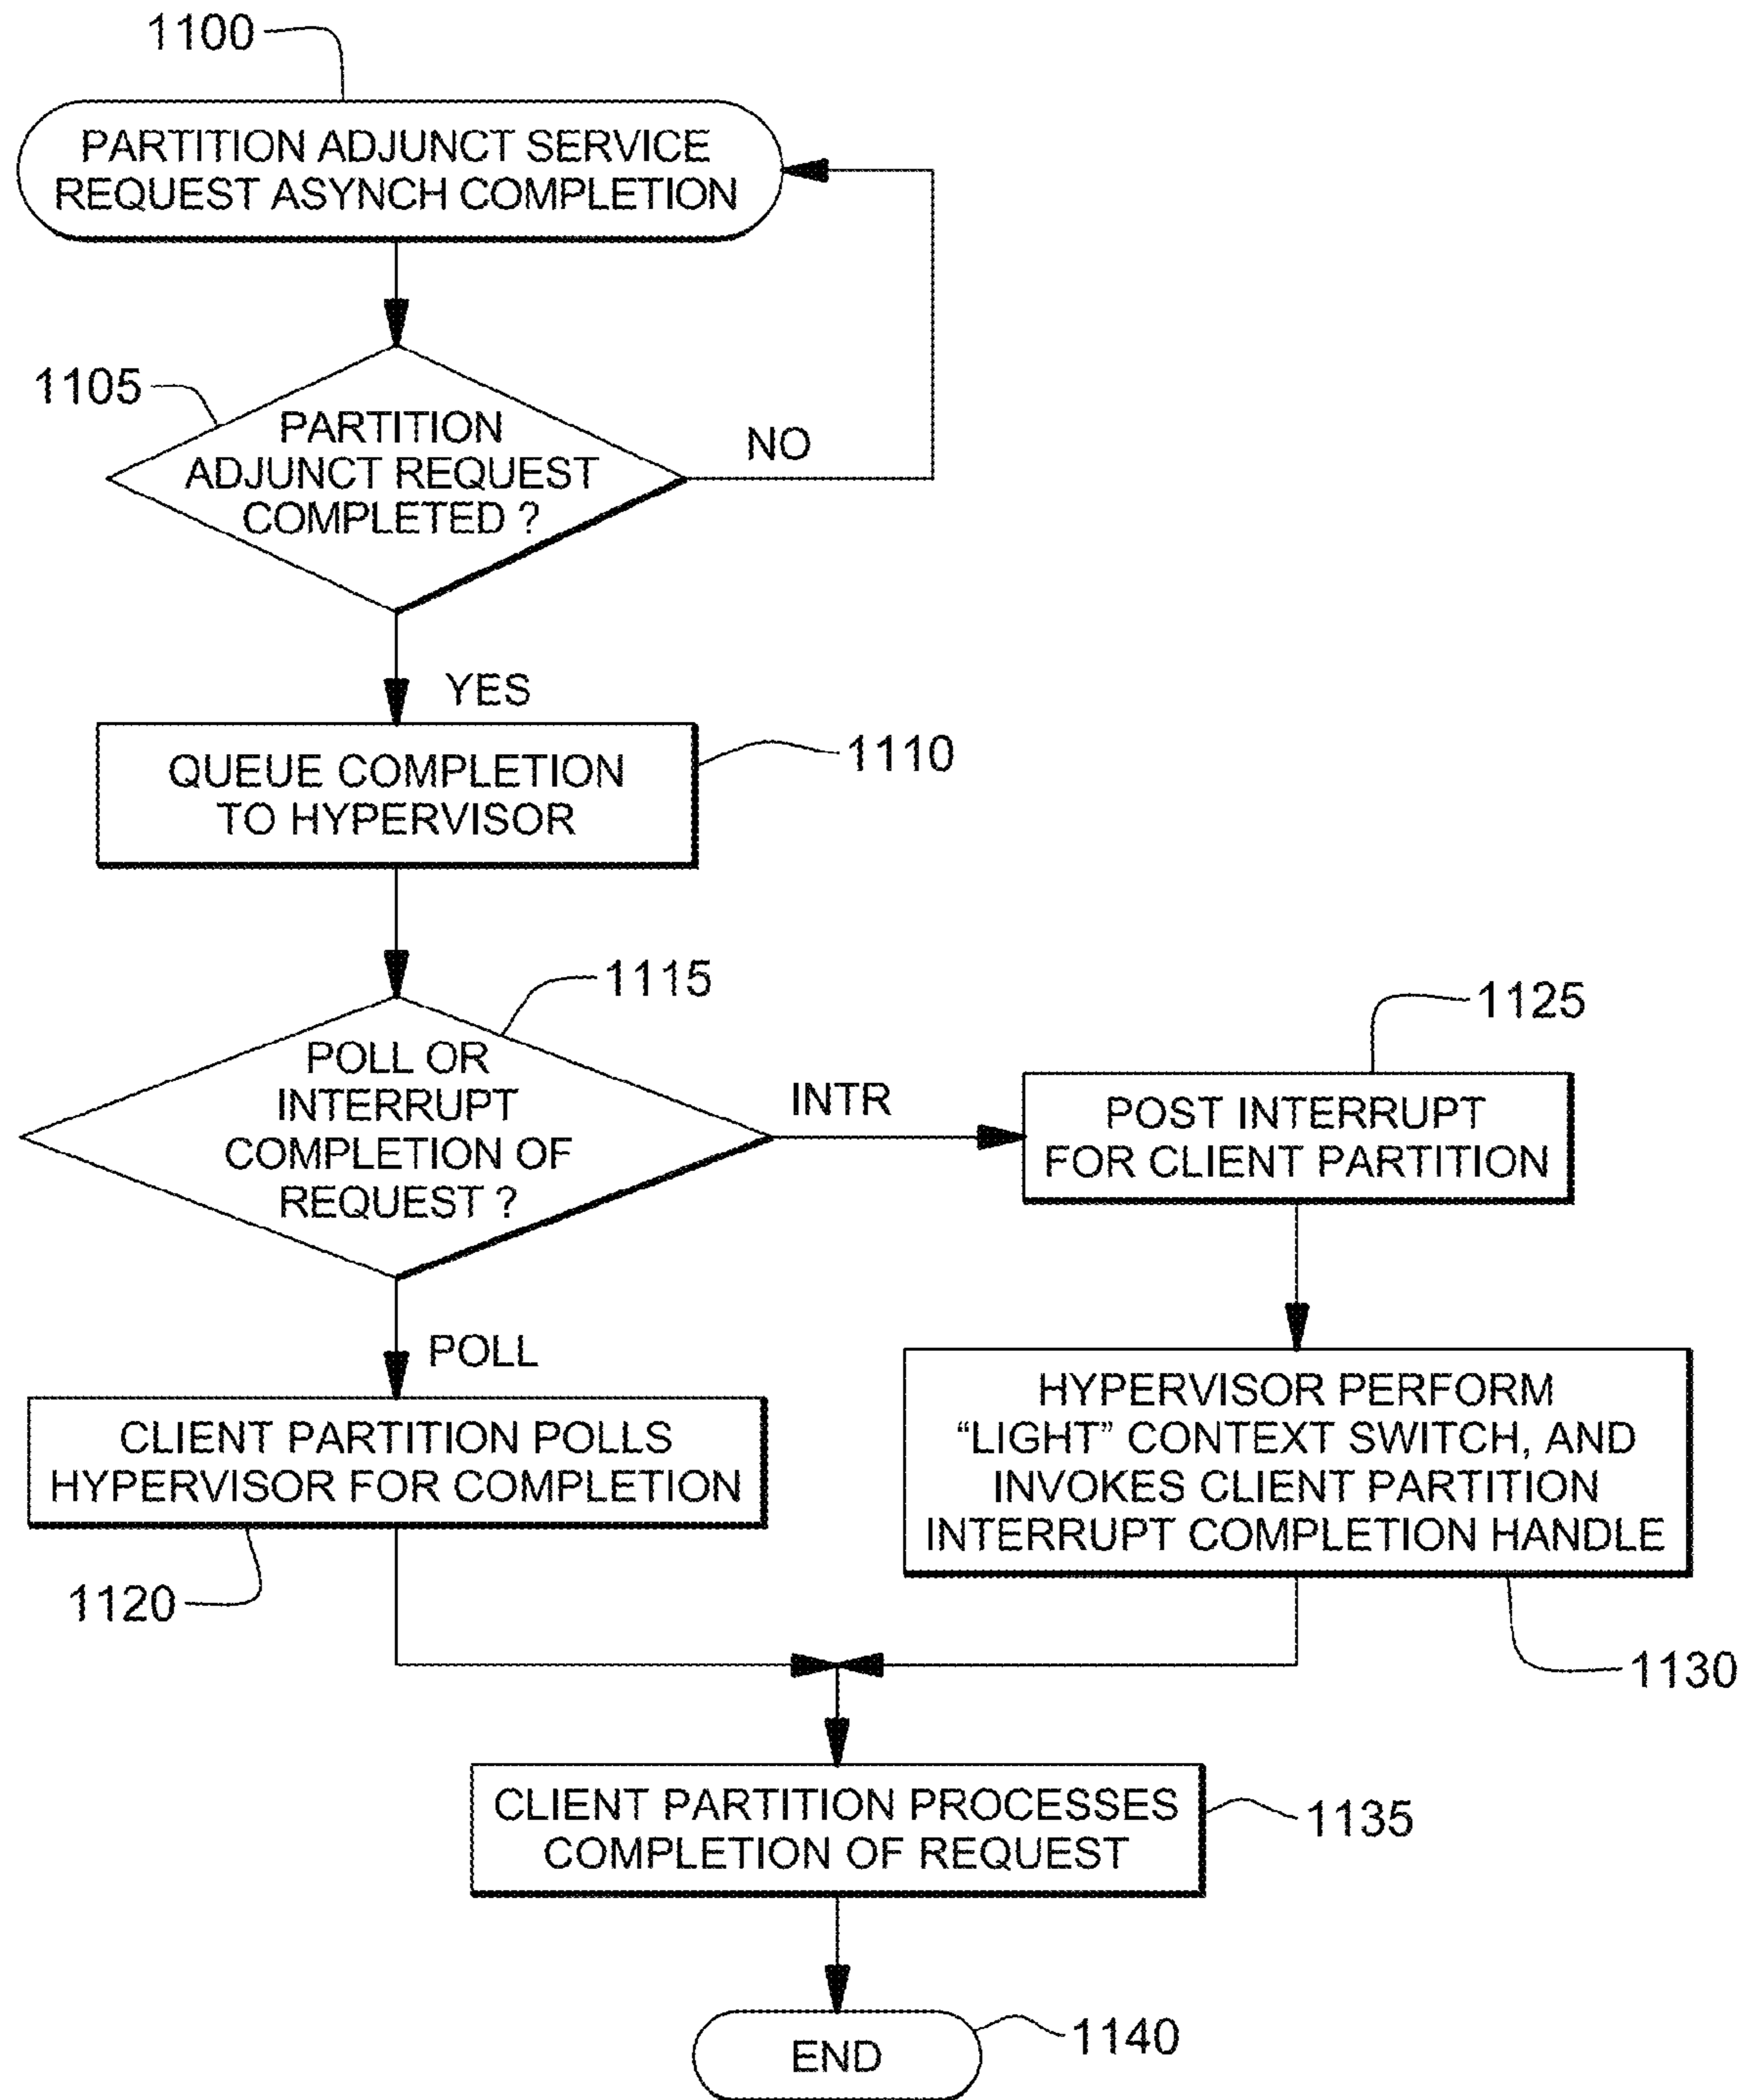 1100
PARTITION ADJUNCT SERVICE
REQUEST ASYNCH COMPLETION
1105
PARTITION
ADJUNCT REQUEST
COMPLETED ?
NO
YES
QUEUE COMPLETION
TO HYPERVISOR
1110
1115
POLL OR
INTERRUPT
COMPLETION OF
REQUEST ?
INTR
1125
POST INTERRUPT
FOR CLIENT PARTITION
POLL
CLIENT PARTITION POLLS
HYPERVISOR FOR COMPLETION
1120
HYPERVISOR PERFORM
“LIGHT” CONTEXT SWITCH, AND
INVOKES CLIENT PARTITION
INTERRUPT COMPLETION HANDLE
1130
CLIENT PARTITION PROCESSES
COMPLETION OF REQUEST
1135
END
1140